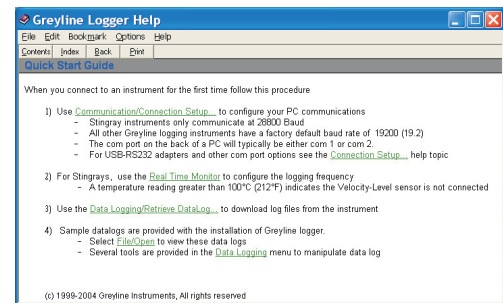 Greyline Logger Help
File Edit Bookmark Options Help
Contents Index Back Print
Quick Start Guide
When you connect to an instrument for the first time follow this procedure
1) Use Communication/Connection Setup... to configure your PC communications
- Stingray instruments only communicate at 28800 Baud
- All other Greyline logging instruments have a factory default baud rate of 19200 (19.2)
- The com port on the back of a PC will typically be either com 1 or com 2.
- For USB-RS232 adapters and other com port options see the Connection Setup... help topic
2) For Stingrays, use the Real Time Monitor to configure the logging frequency
- A temperature reading greater than 100°C (212°F) indicates the Velocity-Level sensor is not connected
3) Use the Data Logging/Retrieve DataLog... to download log files from the instrument
4) Sample datalogs are provided with the installation of Greyline logger.
- Select File/Open to view these data logs
- Several tools are provided in the Data Logging menu to manipulate data log
(c) 1999-2004 Greyline Instruments, All rights reserved